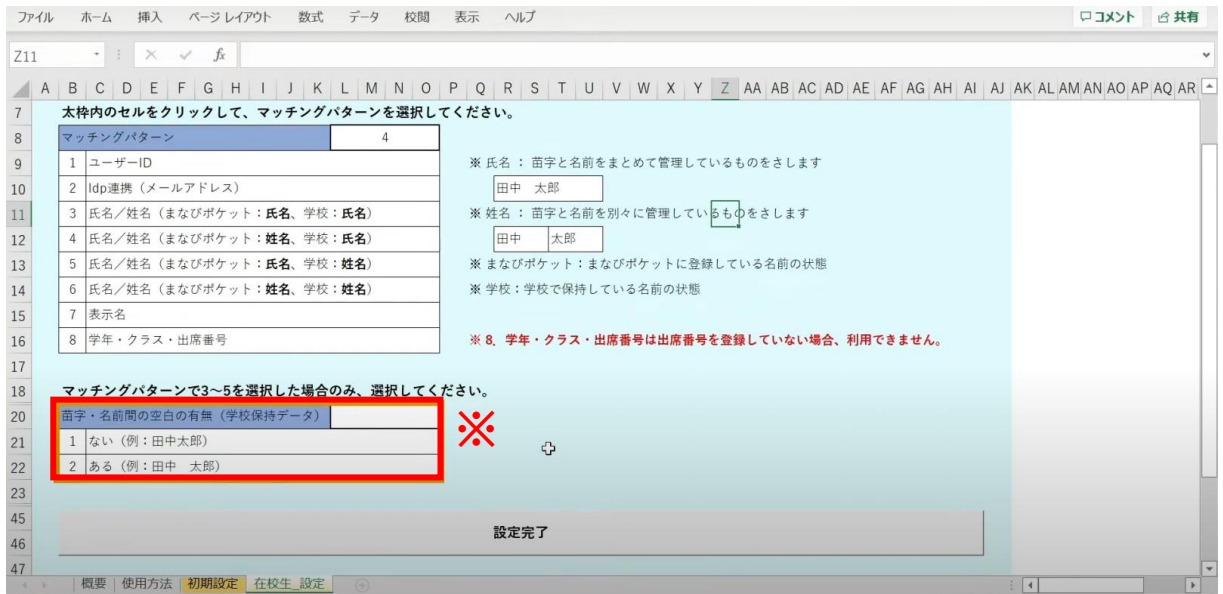 ファイル ホーム 挿入 ページ レイアウト 数式 データ 校閲 表示 ヘルプ コメント 共有
Z11 fx
A B C D E F G H I J K L M N O P Q R S T U V W X Y Z AA AB AC AD AE AF AG AH AI AJ AK AL AM AN AO AP AQ AR
7 太枠内のセルをクリックして、マッチングパターンを選択してください。
8 マッチングパターン 4
9 1 ユーザーID ※ 氏名 : 苗字と名前をまとめて管理しているものをさします
10 2 Idp連携(メールアドレス) 田中 太郎
11 3 氏名/姓名(まなびポケット:氏名、学校:氏名) ※ 姓名 : 苗字と名前を別々に管理しているものをさします
12 4 氏名/姓名(まなびポケット:姓名、学校:氏名) 田中 太郎
13 5 氏名/姓名(まなびポケット:氏名、学校:姓名) ※ まなびポケット:まなびポケットに登録している名前の状態
14 6 氏名/姓名(まなびポケット:姓名、学校:姓名) ※ 学校:学校で保持している名前の状態
15 7 表示名
16 8 学年・クラス・出席番号 ※ 8. 学年・クラス・出席番号は出席番号を登録していない場合、利用できません。
17
18 マッチングパターンで3~5を選択した場合のみ、選択してください。
20 苗字・名前間の空白の有無(学校保持データ) ※
21 1 ない(例:田中太郎)
22 2 ある(例:田中 太郎)
23
45 設定完了
46
47
概要 使用方法 初期設定 在校生_設定